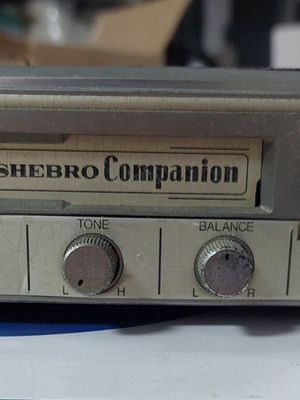 SHEBRO Companion
TONE BALANCE
L H L R